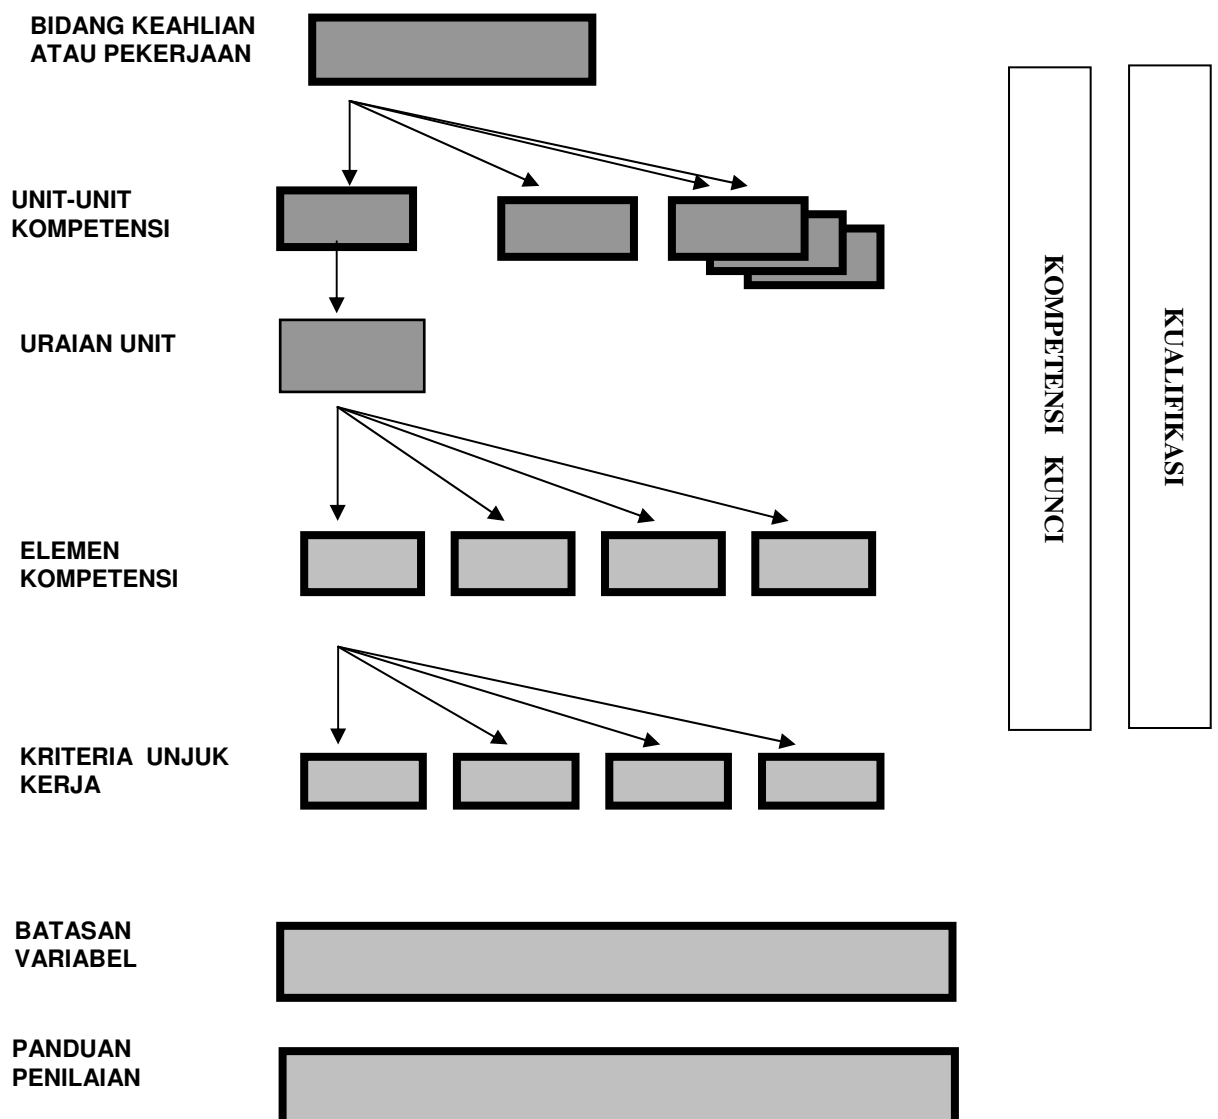 BIDANG KEAHLIAN
ATAU PEKERJAAN
UNIT-UNIT
KOMPETENSI
URAIAN UNIT
ELEMEN
KOMPETENSI
KRITERIA UNJUK
KERJA
BATASAN
VARIABEL
PANDUAN
PENILAIAN
KOMPETENSI KUNCI
KUALIFIKASI